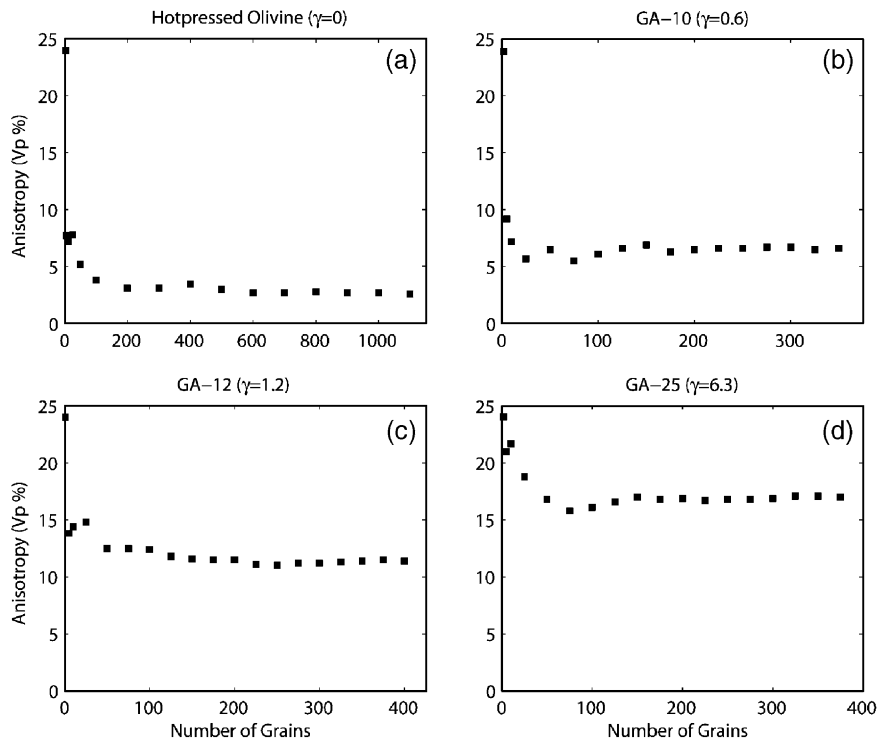 Hotpressed Olivine (γ=0)
(a)
25
20
15
10
5
0
Anisotropy (Vp %)
0 200 400 600 800 1000
GA−10 (γ=0.6)
(b)
25
20
15
10
5
0
0 100 200 300
GA−12 (γ=1.2)
(c)
25
20
15
10
5
0
Anisotropy (Vp %)
0 100 200 300 400
Number of Grains
GA−25 (γ=6.3)
(d)
25
20
15
10
5
0
0 100 200 300 400
Number of Grains